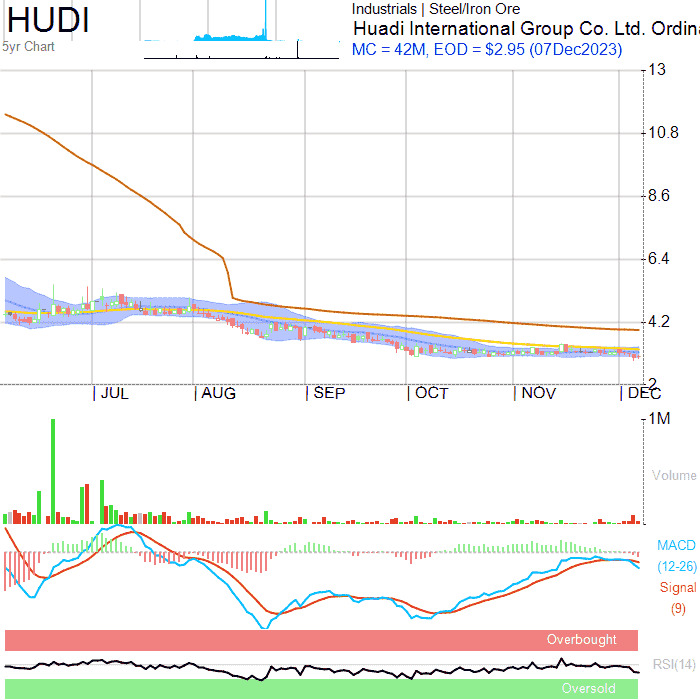 HUDI
5yr Chart
Industrials | Steel/Iron Ore
Huadi International Group Co. Ltd. Ordina
MC = 42M, EOD = $2.95 (07Dec2023)
13
10.8
8.6
6.4
4.2
2
JUL AUG SEP OCT NOV DEC
1M
Volume
MACD
(12-26)
Signal
(9)
Overbought
RSI(14)
Oversold